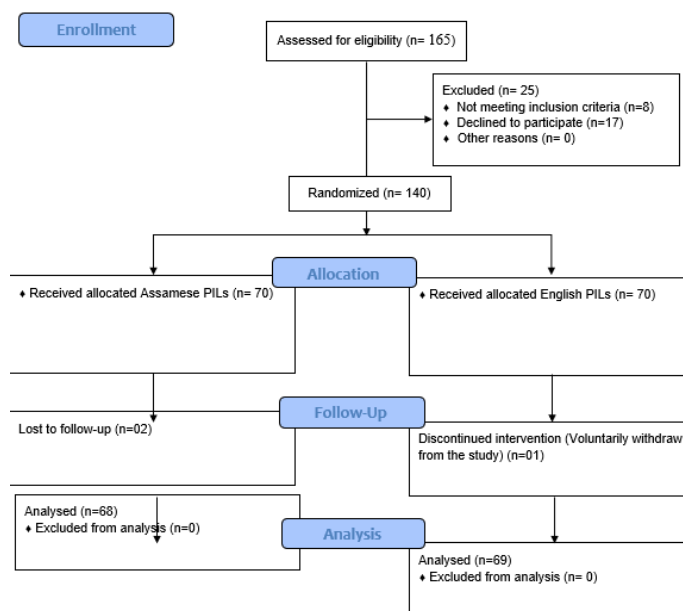 Enrollment
Assessed for eligibility (n= 165)
Excluded (n= 25)
♦ Not meeting inclusion criteria (n=8)
♦ Declined to participate (n=17)
♦ Other reasons (n= 0)
Randomized (n= 140)
Allocation
♦ Received allocated Assamese PILs (n= 70)
♦ Received allocated English PILs (n= 70)
Follow-Up
Lost to follow-up (n=02)
Discontinued intervention (Voluntarily withdraw
from the study) (n=01)
Analysed (n=68)
♦ Excluded from analysis (n=0)
Analysis
Analysed (n=69)
♦ Excluded from analysis (n= 0)